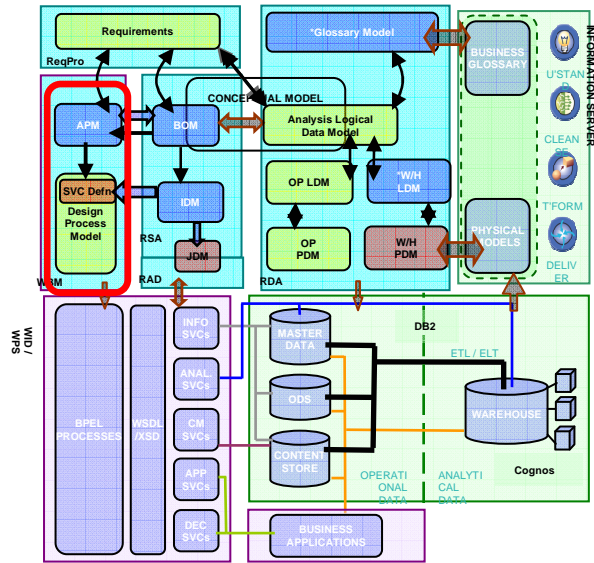 Requirements
ReqPro
*Glossary Model
BUSINESS
GLOSSARY
INFORMATION SERVER
U'STAN
D
CLEAN
SE
T'FORM
DELIV
ER
CONCEPTUAL MODEL
APM
BOM
Analysis Logical
Data Model
SVC Defn
Design
Process
Model
IDM
OP LDM
*W/H
LDM
PHYSICAL
MODELS
RSA
JDM
OP
PDM
W/H
PDM
WBM
RAD
RDA
WID /
WPS
BPEL
PROCESSES
WSDL
/XSD
INFO
SVCs
ANAL.
SVCs
CM
SVCs
APP
SVCs
DEC
SVCs
MASTER
DATA
ODS
CONTENT
STORE
DB2
ETL / ELT
WAREHOUSE
Cognos
OPERATI
ONAL
DATA
ANALYTI
CAL
DATA
BUSINESS
APPLICATIONS